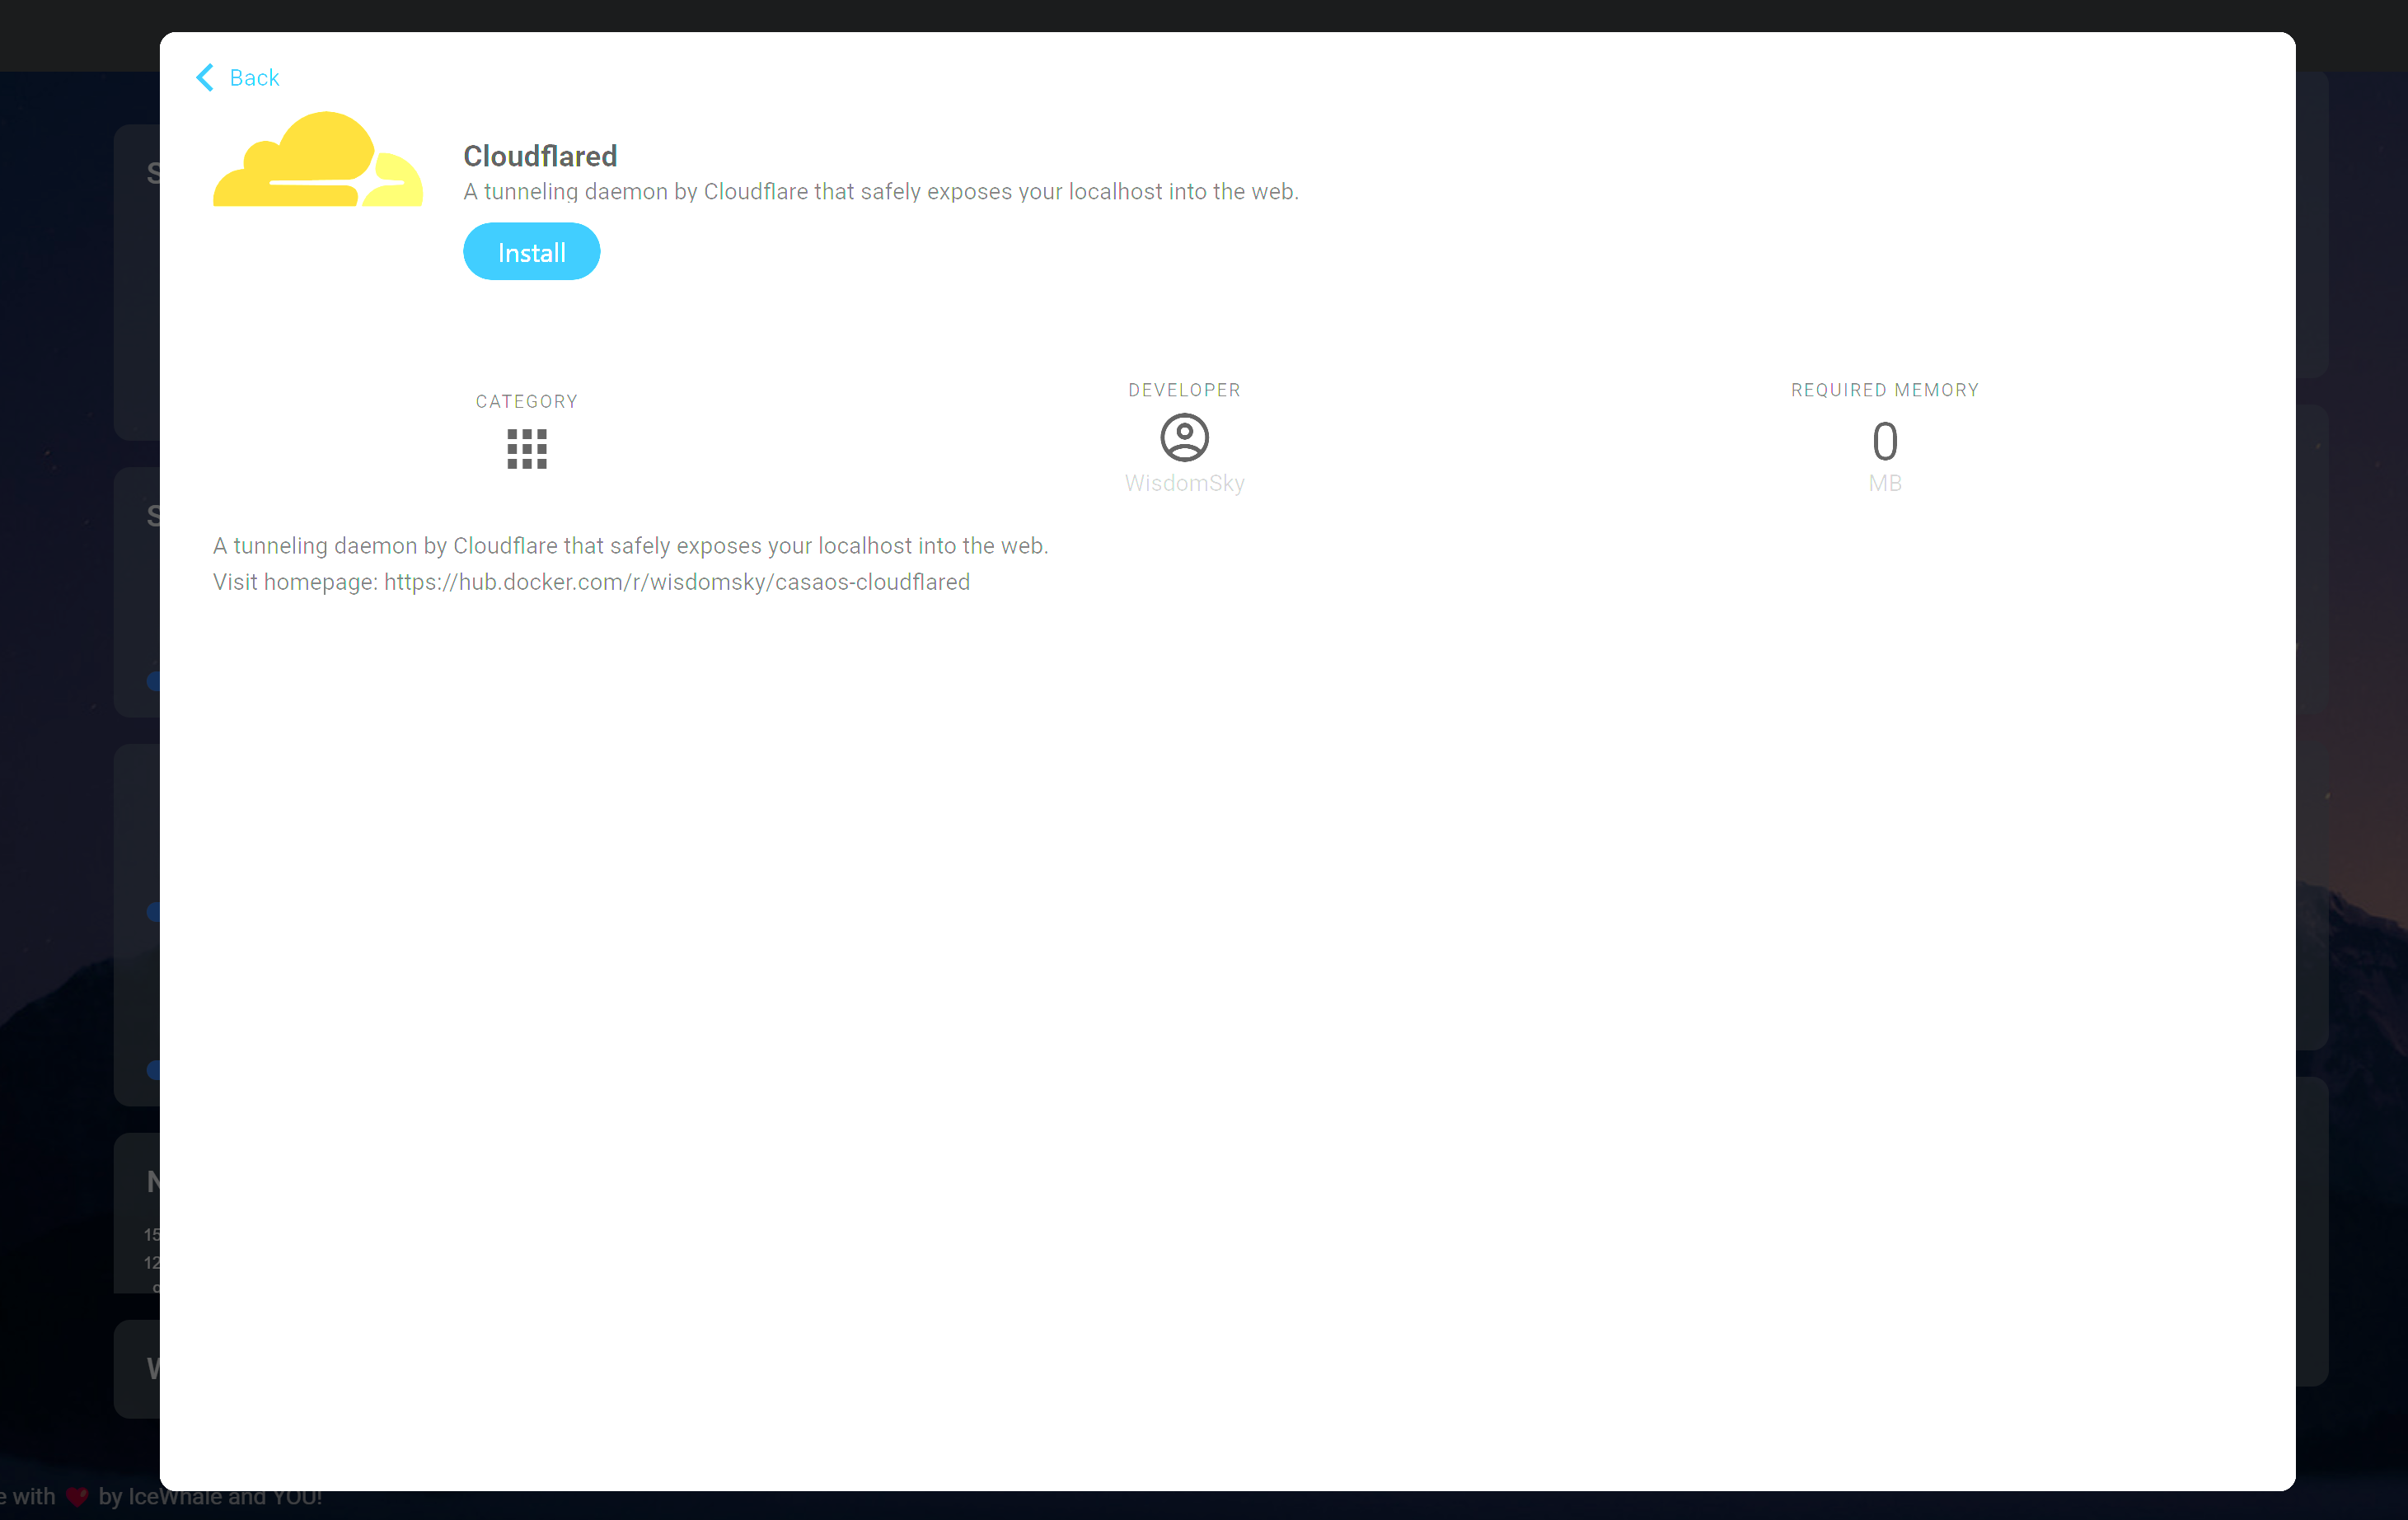 Back
Cloudflared
A tunneling daemon by Cloudflare that safely exposes your localhost into the web.
Install
CATEGORY
DEVELOPER
WisdomSky
REQUIRED MEMORY
0
MB
A tunneling daemon by Cloudflare that safely exposes your localhost into the web.
Visit homepage: https://hub.docker.com/r/wisdomsky/casaos-cloudflared
15
12
with ❤️ by IceWhale and YOU!